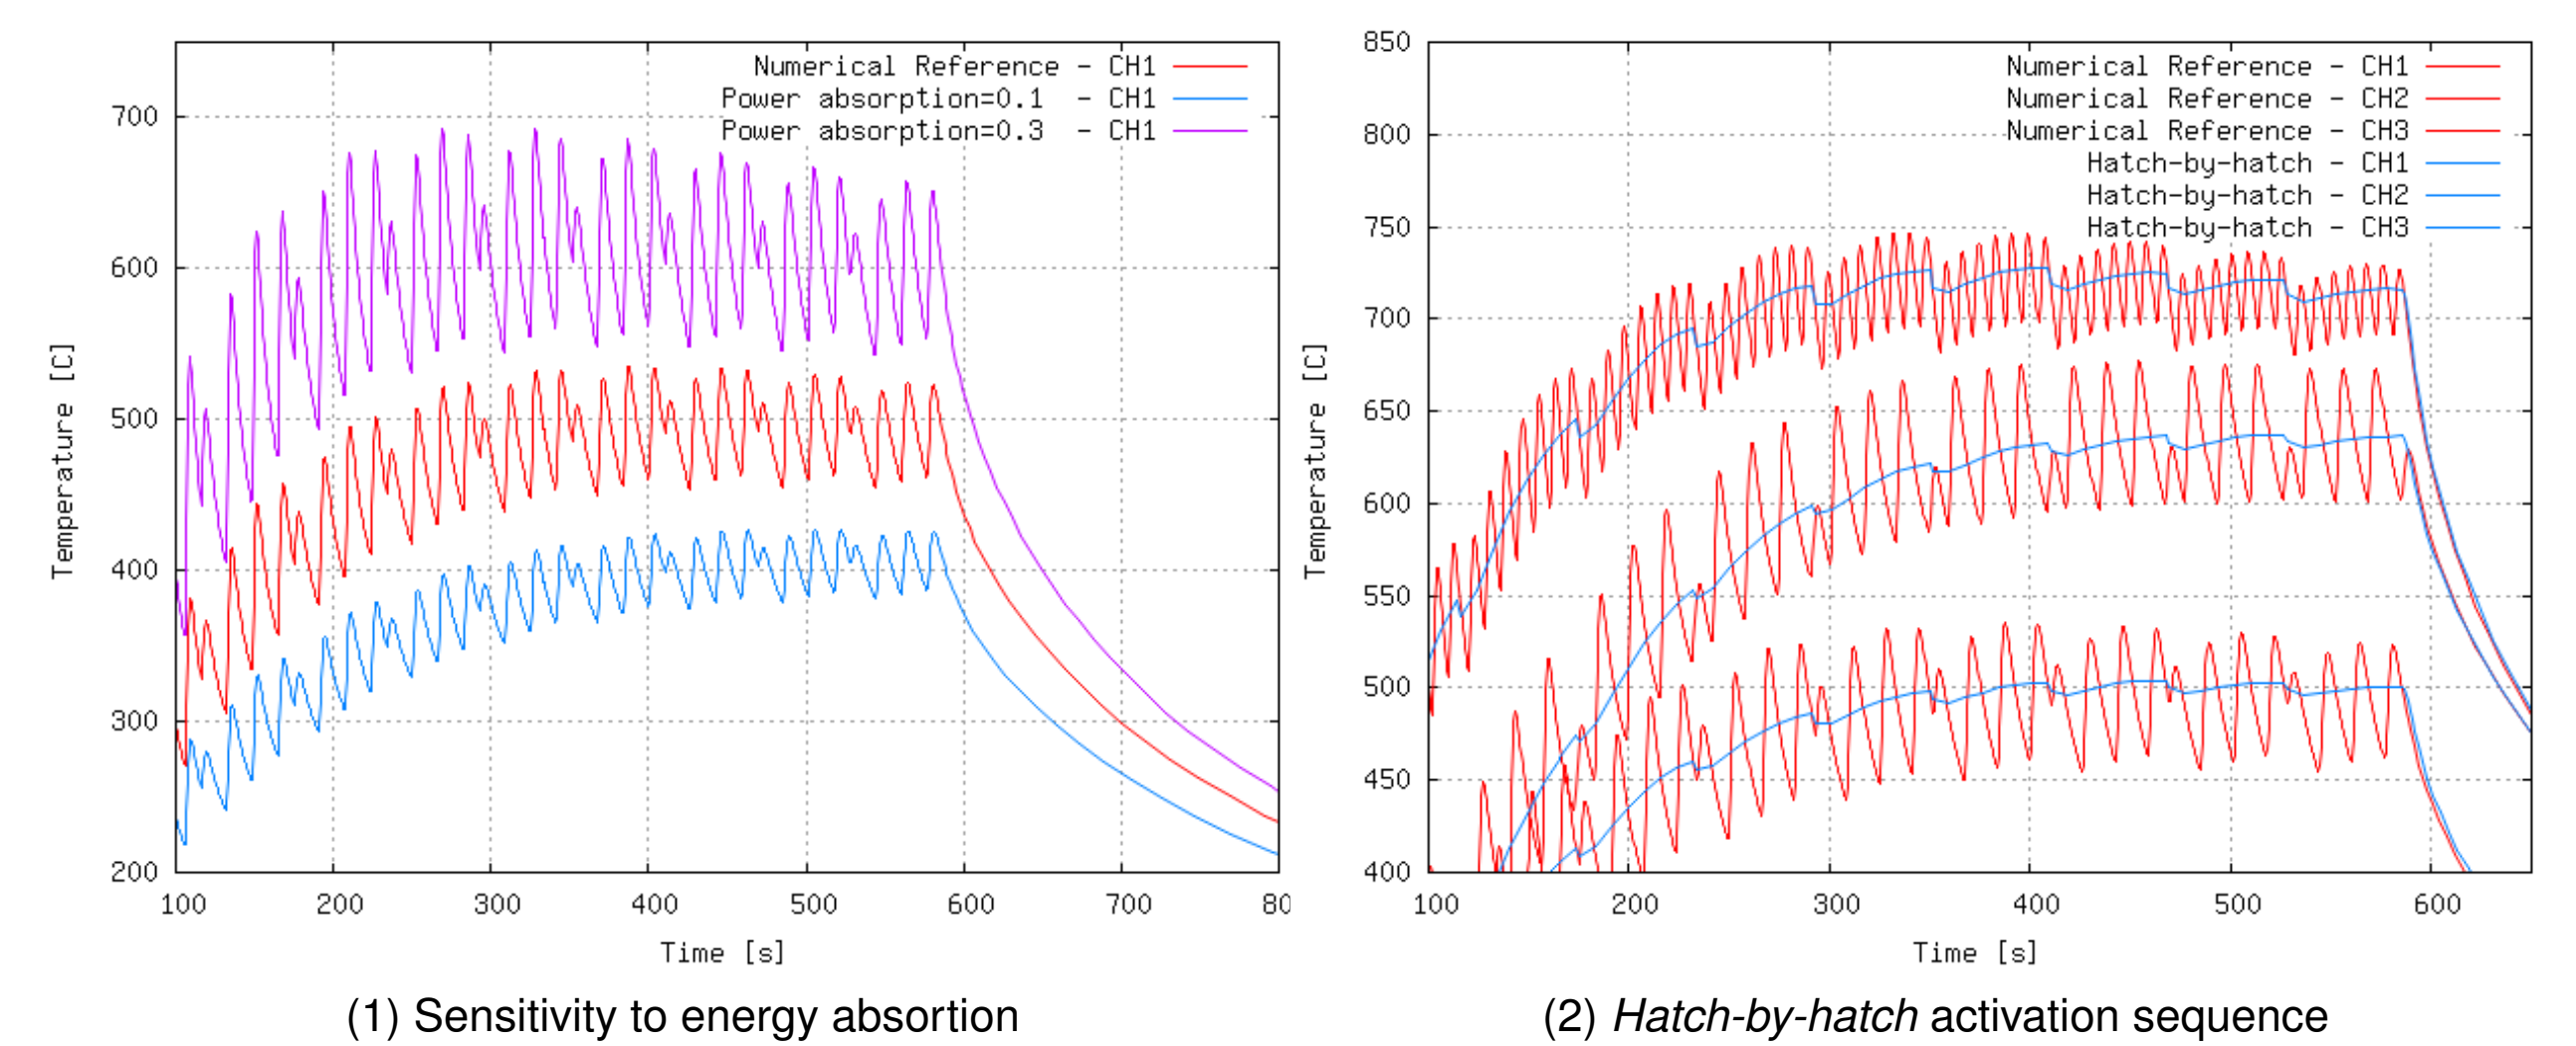 Numerical Reference - CH1
Power absorption=0.1 - CH1
Power absorption=0.3 - CH1
700
600
500
400
300
200
100 200 300 400 500 600 700 80
Temperature [C]
Time [s]
(1) Sensitivity to energy absortion
Numerical Reference - CH1
Numerical Reference - CH2
Numerical Reference - CH3
Hatch-by-hatch - CH1
Hatch-by-hatch - CH2
Hatch-by-hatch - CH3
850
800
750
700
650
600
550
500
450
400
100 200 300 400 500 600
Temperature [C]
Time [s]
(2) Hatch-by-hatch activation sequence